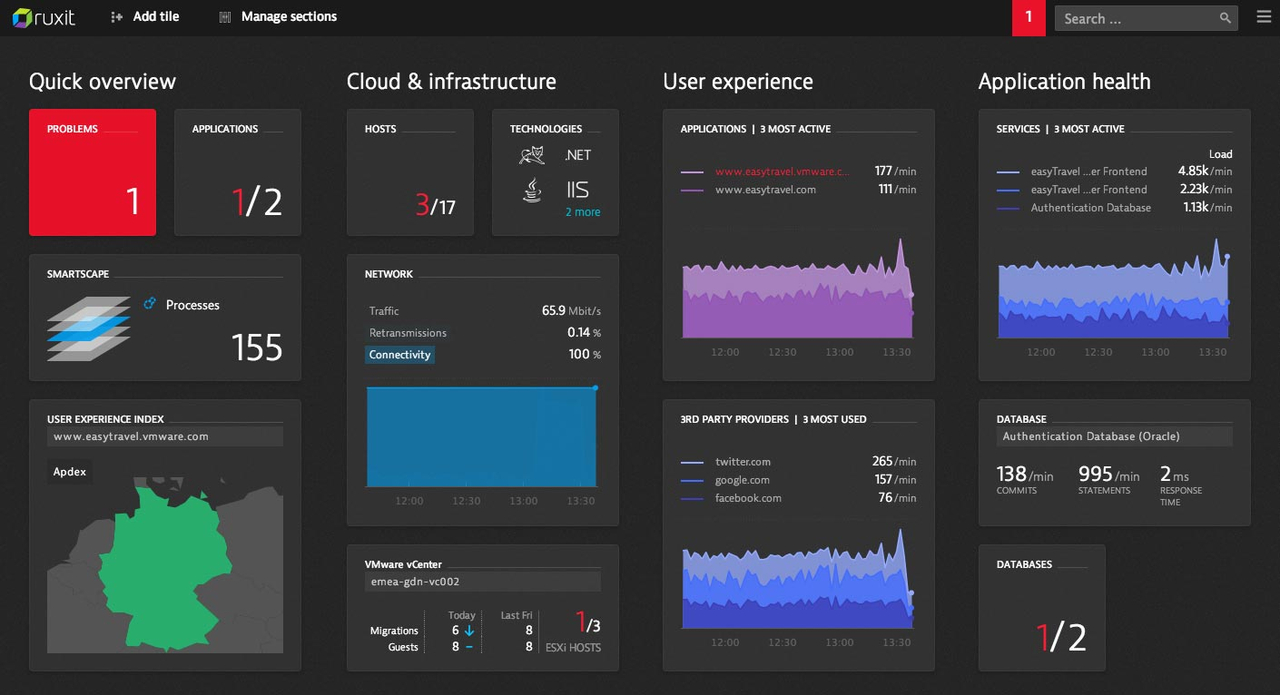 ruxit
Add tile
Manage sections
1
Search ...
Quick overview
PROBLEMS
1
APPLICATIONS
1/2
SMARTSCAPE
Processes
155
USER EXPERIENCE INDEX
www.easytravel.vmware.com
Apdex
Cloud & infrastructure
HOSTS
3/17
TECHNOLOGIES
.NET
IIS
2 more
NETWORK
Traffic 65.9 Mbit/s
Retransmissions 0.14 %
Connectivity 100 %
12:00 12:30 13:00 13:30
VMware vCenter
emea-gdn-vc002
Today Last Fri
Migrations 6 8
Guests 8 – 8
1/3
ESXi HOSTS
User experience
APPLICATIONS | 3 MOST ACTIVE
www.easytravel.vmware.c... 177 /min
www.easytravel.com 111 /min
12:00 12:30 13:00 13:30
3RD PARTY PROVIDERS | 3 MOST USED
twitter.com 265 /min
google.com 157 /min
facebook.com 76 /min
12:00 12:30 13:00 13:30
Application health
SERVICES | 3 MOST ACTIVE
Load
easyTravel ...er Frontend 4.85k /min
easyTravel ...er Frontend 2.23k /min
Authentication Database 1.13k /min
12:00 12:30 13:00 13:30
DATABASE
Authentication Database (Oracle)
138 /min 995 /min 2 ms
COMMITS STATEMENTS RESPONSE
TIME
DATABASES
1/2